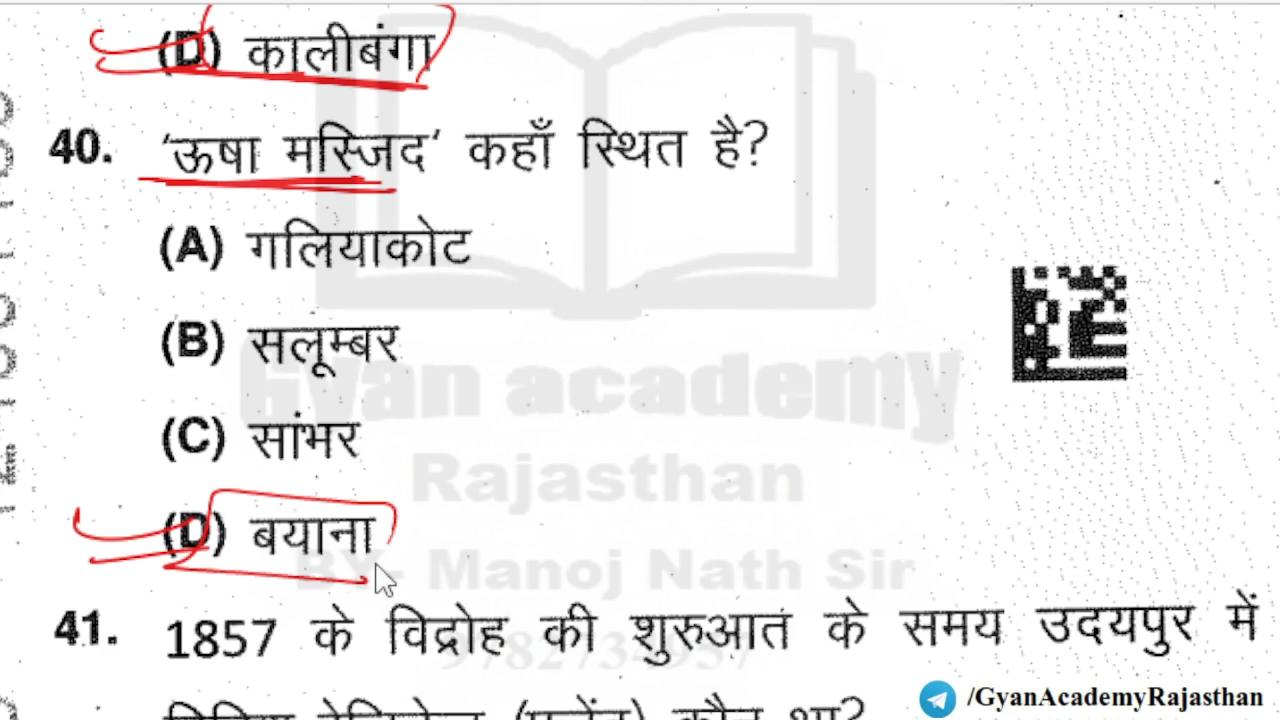 (D) कालीबंगा
40. 'ऊषा मस्जिद' कहाँ स्थित है?
(A) गलियाकोट
(B) सलूम्बर
(C) सांभर
(D) बयाना
Gyan academy
Rajasthan
BY- Manoj Nath Sir
41. 1857 के विद्रोह की शुरुआत के समय उदयपुर में
कौन था?
/GyanAcademyRajasthan